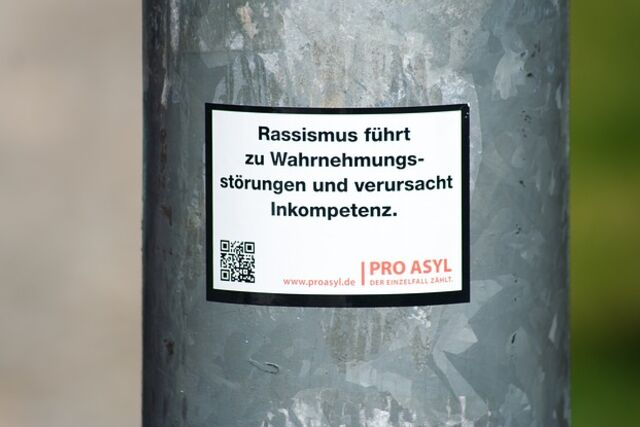 Rassismus führt
zu Wahrnehmungs-
störungen und verursacht
Inkompetenz.
www.proasyl.de
PRO ASYL
DER EINZELFALL ZÄHLT.